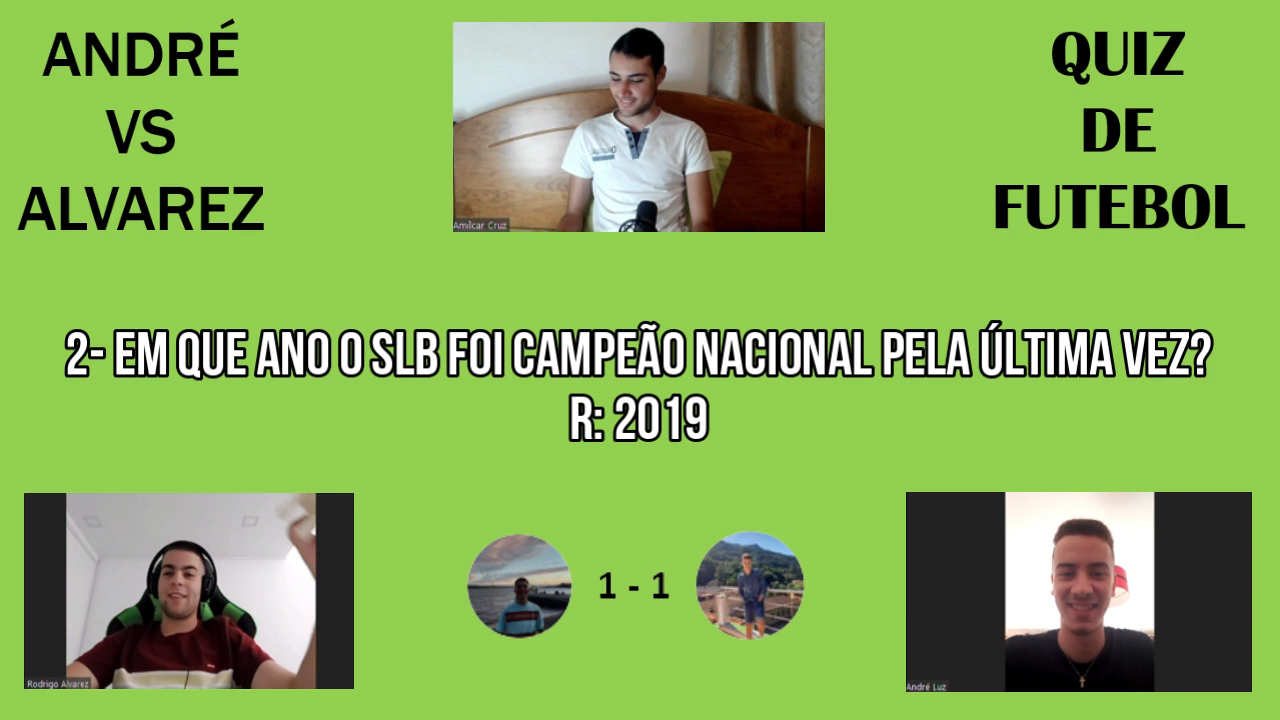 ANDRÉ
VS
ALVAREZ
Amilcar Cruz
QUIZ
DE
FUTEBOL
2- EM QUE ANO O SLB FOI CAMPEÃO NACIONAL PELA ÚLTIMA VEZ?
R: 2019
Rodrigo Alvarez
1 - 1
André Luz